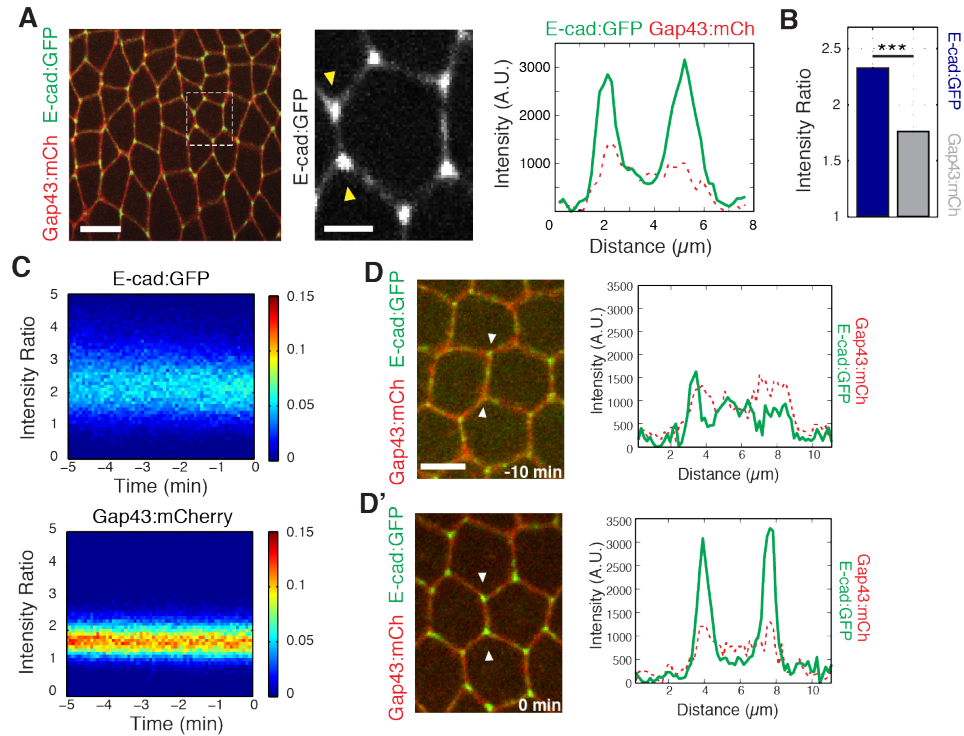 A
Gap43:mCh E-cad:GFP
E-cad:GFP
E-cad:GFP Gap43:mCh
Intensity (A.U.)
3000
2000
1000
0 2 4 6 8
Distance (µm)
B
Intensity Ratio
2.5
2
1.5
1
***
E-cad:GFP
Gap43:mCh
C
E-cad:GFP
Intensity Ratio
5
4
3
2
1
0
−5 −4 −3 −2 −1 0
Time (min)
0.15
0.10
0.05
0
Gap43:mCherry
Intensity Ratio
5
4
3
2
1
0
−5 −4 −3 −2 −1 0
Time (min)
0.15
0.10
0.05
0
D
Gap43:mCh E-cad:GFP
-10 min
Intensity (A.U.)
3500
3000
2500
2000
1500
1000
500
0
2 4 6 8 10
Distance (µm)
Gap43:mCh
E-cad:GFP
D’
Gap43:mCh E-cad:GFP
0 min
Intensity (A.U.)
3500
3000
2500
2000
1500
1000
500
0
2 4 6 8 10
Distance (µm)
Gap43:mCh
E-cad:GFP